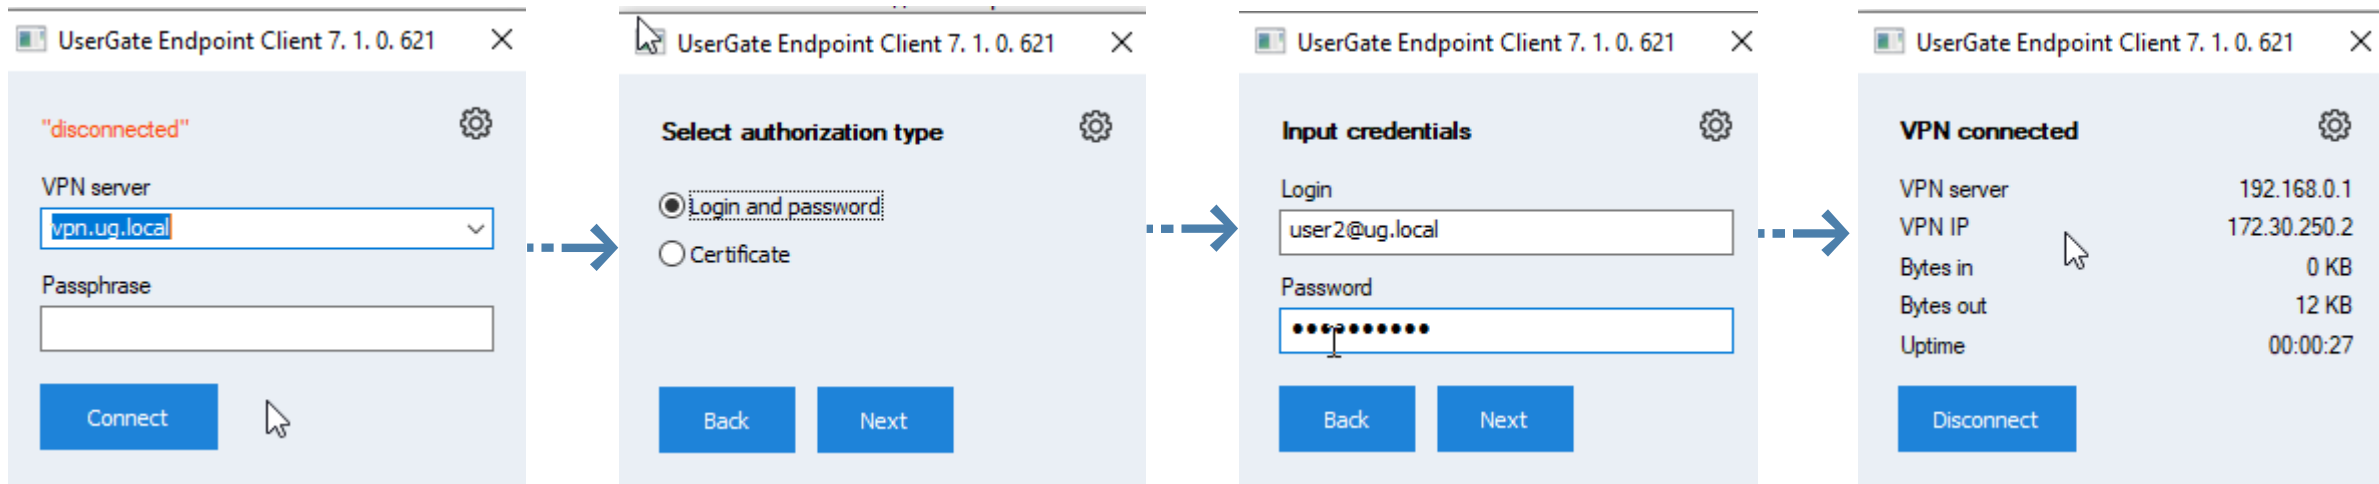 UserGate Endpoint Client 7. 1. 0. 621
"disconnected"
VPN server
vpn.ug.local
Passphrase
Connect
UserGate Endpoint Client 7. 1. 0. 621
Select authorization type
Login and password
Certificate
Back Next
UserGate Endpoint Client 7. 1. 0. 621
Input credentials
Login
user2@ug.local
Password
Back Next
UserGate Endpoint Client 7. 1. 0. 621
VPN connected
VPN server 192.168.0.1
VPN IP 172.30.250.2
Bytes in 0 KB
Bytes out 12 KB
Uptime 00:00:27
Disconnect